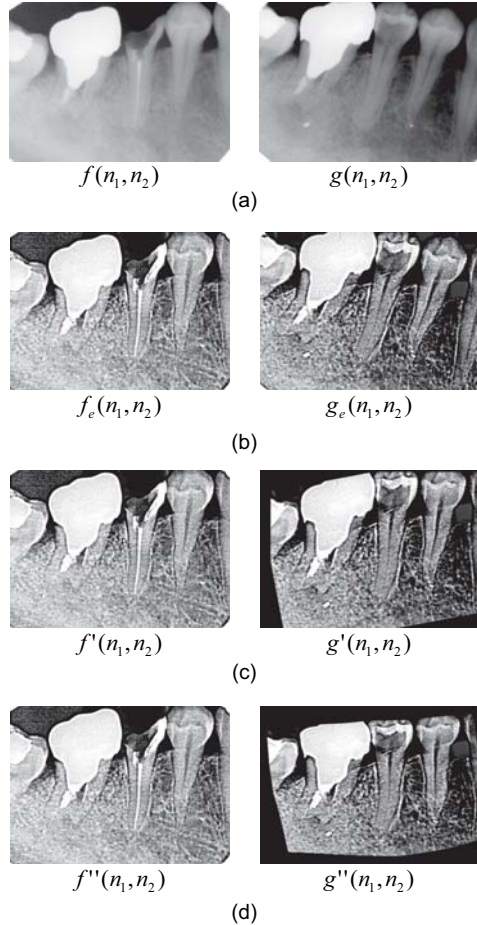 f(n₁,n₂) g(n₁,n₂)
(a)
fₑ(n₁,n₂) gₑ(n₁,n₂)
(b)
f'(n₁,n₂) g'(n₁,n₂)
(c)
f''(n₁,n₂) g''(n₁,n₂)
(d)